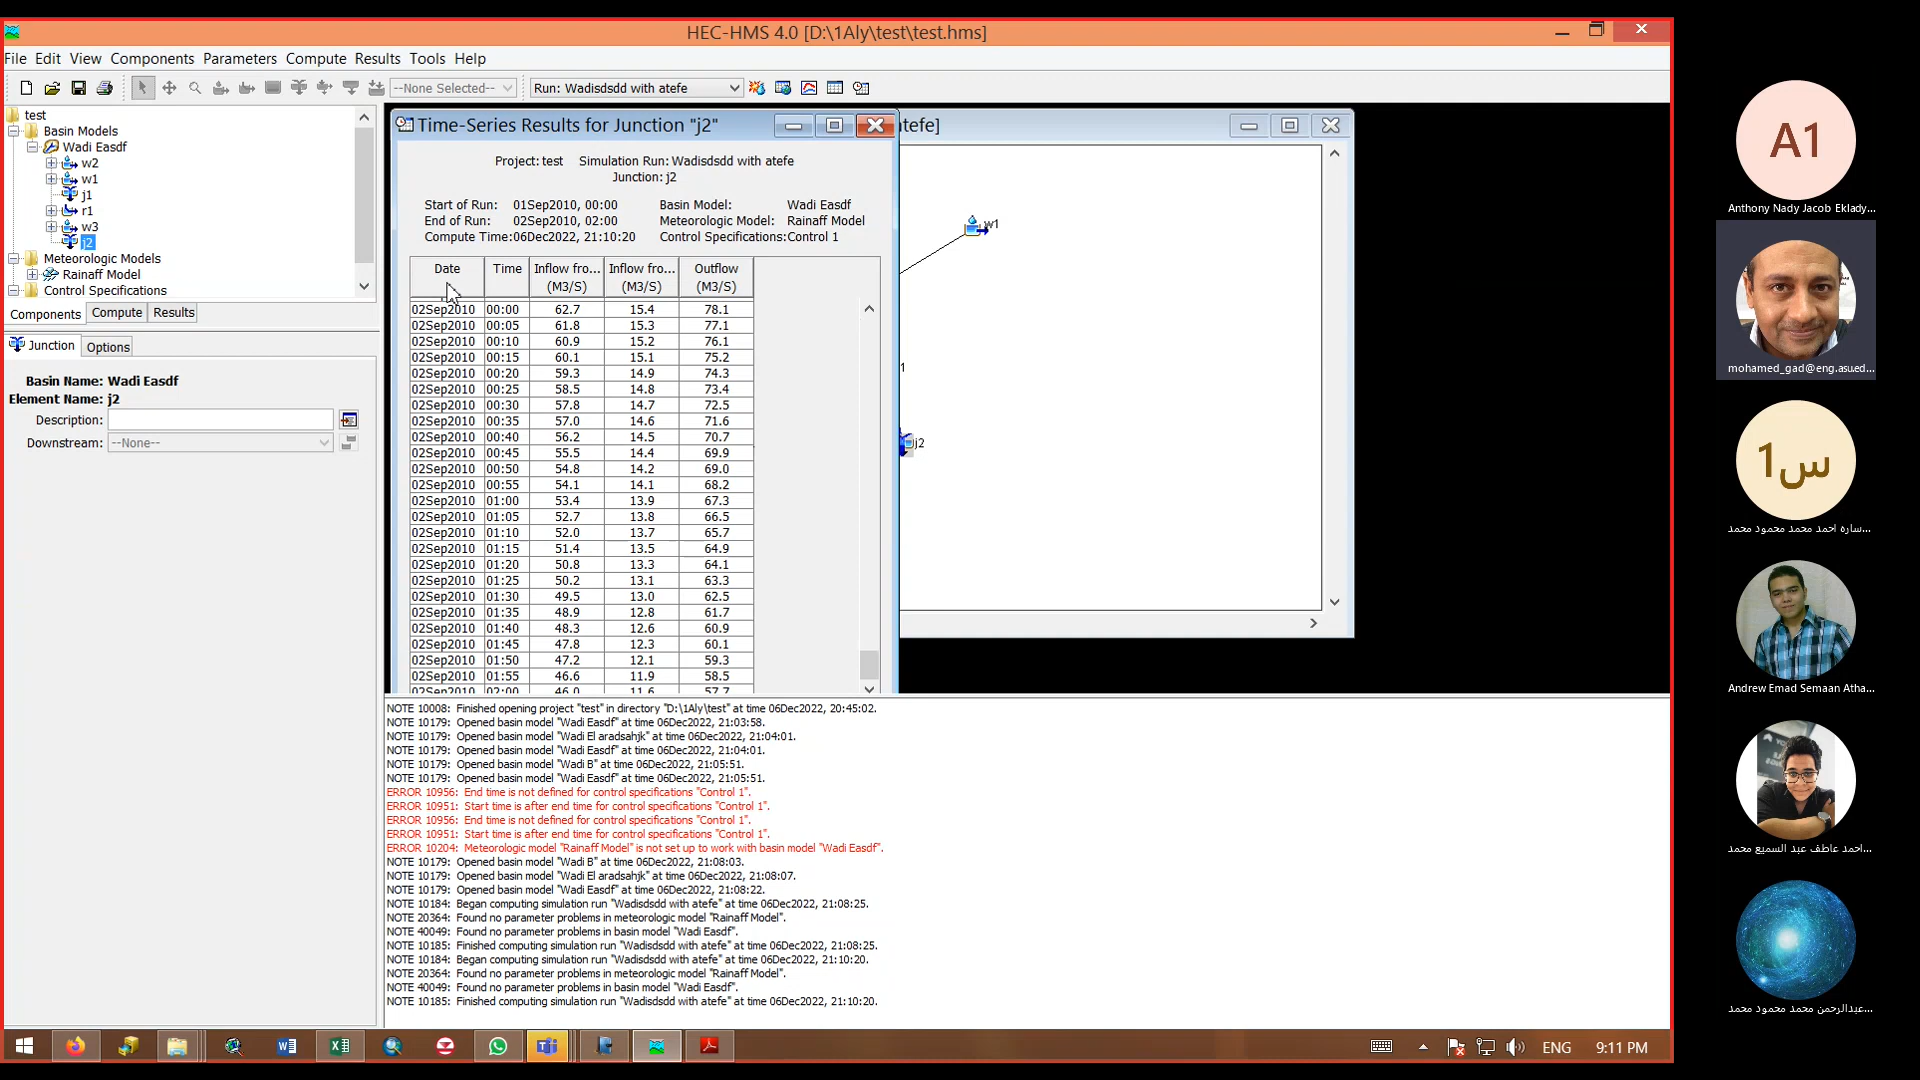 HEC-HMS 4.0 [D:\1Aly\test\test.hms]
File Edit View Components Parameters Compute Results Tools Help
--None Selected-- Run: Wadisdsdd with atefe
test
Basin Models
Wadi Easdf
w2
w1
j1
r1
w3
j2
Meteorologic Models
Rainaff Model
Control Specifications
Components Compute Results
Junction Options
Basin Name: Wadi Easdf
Element Name: j2
Description:
Downstream: --None--
Time-Series Results for Junction "j2"
Project: test Simulation Run: Wadisdsdd with atefe
Junction: j2
Start of Run: 01Sep2010, 00:00 Basin Model: Wadi Easdf
End of Run: 02Sep2010, 02:00 Meteorologic Model: Rainaff Model
Compute Time:06Dec2022, 21:10:20 Control Specifications:Control 1
Date Time Inflow fro... Inflow fro... Outflow
(M3/S) (M3/S) (M3/S)
02Sep2010 00:00 62.7 15.4 78.1
02Sep2010 00:05 61.8 15.3 77.1
02Sep2010 00:10 60.9 15.2 76.1
02Sep2010 00:15 60.1 15.1 75.2
02Sep2010 00:20 59.3 14.9 74.3
02Sep2010 00:25 58.5 14.8 73.4
02Sep2010 00:30 57.8 14.7 72.5
02Sep2010 00:35 57.0 14.6 71.6
02Sep2010 00:40 56.2 14.5 70.7
02Sep2010 00:45 55.5 14.4 69.9
02Sep2010 00:50 54.8 14.2 69.0
02Sep2010 00:55 54.1 14.1 68.2
02Sep2010 01:00 53.4 13.9 67.3
02Sep2010 01:05 52.7 13.8 66.5
02Sep2010 01:10 52.0 13.7 65.7
02Sep2010 01:15 51.4 13.5 64.9
02Sep2010 01:20 50.8 13.3 64.1
02Sep2010 01:25 50.2 13.1 63.3
02Sep2010 01:30 49.5 13.0 62.5
02Sep2010 01:35 48.9 12.8 61.7
02Sep2010 01:40 48.3 12.6 60.9
02Sep2010 01:45 47.8 12.3 60.1
02Sep2010 01:50 47.2 12.1 59.3
02Sep2010 01:55 46.6 11.9 58.5
02Sep2010 02:00 46.0 11.6 57.7
atefe]
w1
1
j2
NOTE 10008: Finished opening project "test" in directory "D:\1Aly\test" at time 06Dec2022, 20:45:02.
NOTE 10179: Opened basin model "Wadi Easdf" at time 06Dec2022, 21:03:58.
NOTE 10179: Opened basin model "Wadi El aradsahjk" at time 06Dec2022, 21:04:01.
NOTE 10179: Opened basin model "Wadi Easdf" at time 06Dec2022, 21:04:01.
NOTE 10179: Opened basin model "Wadi B" at time 06Dec2022, 21:05:51.
NOTE 10179: Opened basin model "Wadi Easdf" at time 06Dec2022, 21:05:51.
ERROR 10956: End time is not defined for control specifications "Control 1".
ERROR 10951: Start time is after end time for control specifications "Control 1".
ERROR 10956: End time is not defined for control specifications "Control 1".
ERROR 10951: Start time is after end time for control specifications "Control 1".
ERROR 10204: Meteorologic model "Rainaff Model" is not set up to work with basin model "Wadi Easdf".
NOTE 10179: Opened basin model "Wadi B" at time 06Dec2022, 21:08:03.
NOTE 10179: Opened basin model "Wadi El aradsahjk" at time 06Dec2022, 21:08:07.
NOTE 10179: Opened basin model "Wadi Easdf" at time 06Dec2022, 21:08:22.
NOTE 10184: Began computing simulation run "Wadisdsdd with atefe" at time 06Dec2022, 21:08:25.
NOTE 20364: Found no parameter problems in meteorologic model "Rainaff Model".
NOTE 40049: Found no parameter problems in basin model "Wadi Easdf".
NOTE 10185: Finished computing simulation run "Wadisdsdd with atefe" at time 06Dec2022, 21:08:25.
NOTE 10184: Began computing simulation run "Wadisdsdd with atefe" at time 06Dec2022, 21:10:20.
NOTE 20364: Found no parameter problems in meteorologic model "Rainaff Model".
NOTE 40049: Found no parameter problems in basin model "Wadi Easdf".
NOTE 10185: Finished computing simulation run "Wadisdsdd with atefe" at time 06Dec2022, 21:10:20.
ENG 9:11 PM
A1
Anthony Nady Jacob Eklady...
mohamed_gad@eng.asu.ed...
س1
ساره احمد محمد محمود محمد...
Andrew Emad Semaan Atha...
احمد عاطف عبد السميع محمد...
عبدالرحمن محمد محمود محمد...